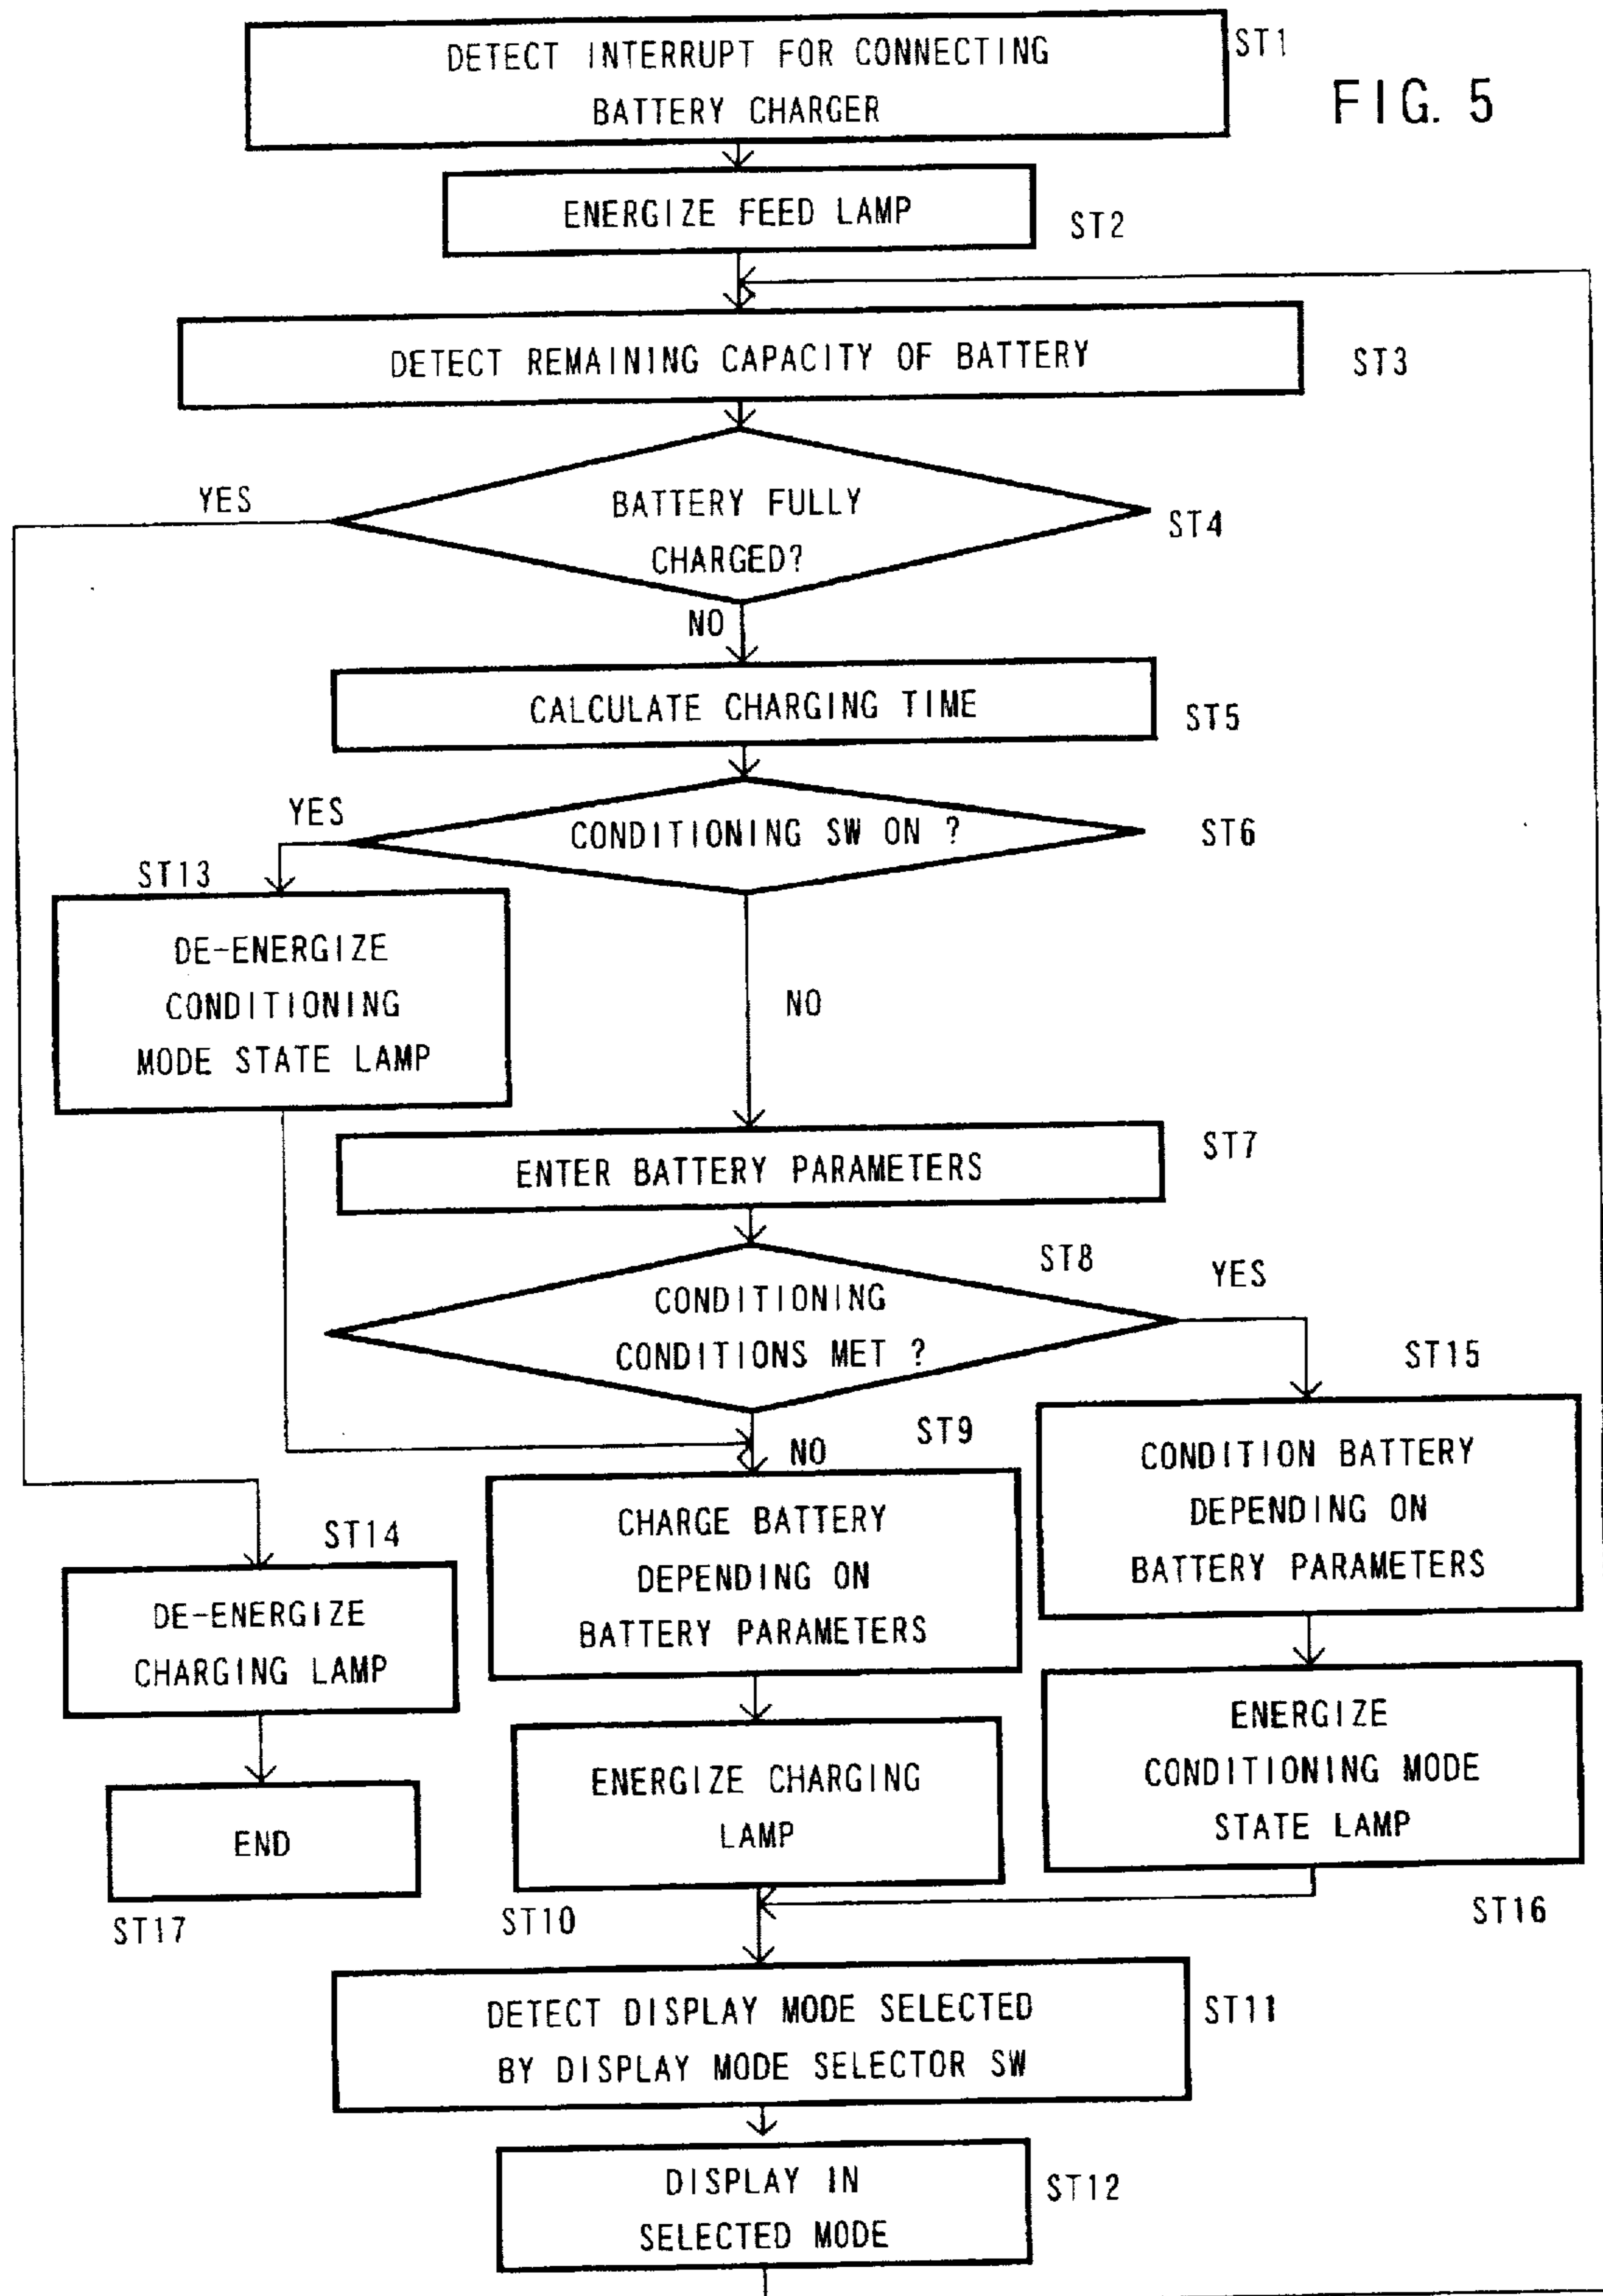 DETECT INTERRUPT FOR CONNECTING
BATTERY CHARGER
ST1
FIG. 5
ENERGIZE FEED LAMP
ST2
DETECT REMAINING CAPACITY OF BATTERY
ST3
YES
BATTERY FULLY
CHARGED?
ST4
NO
CALCULATE CHARGING TIME
ST5
YES
CONDITIONING SW ON ?
ST6
ST13
DE-ENERGIZE
CONDITIONING
MODE STATE LAMP
NO
ENTER BATTERY PARAMETERS
ST7
ST8
YES
CONDITIONING
CONDITIONS MET ?
ST15
ST9
NO
CONDITION BATTERY
DEPENDING ON
BATTERY PARAMETERS
CHARGE BATTERY
DEPENDING ON
BATTERY PARAMETERS
ST14
DE-ENERGIZE
CHARGING LAMP
ENERGIZE
CONDITIONING MODE
STATE LAMP
ENERGIZE CHARGING
LAMP
END
ST17
ST10
ST16
DETECT DISPLAY MODE SELECTED
BY DISPLAY MODE SELECTOR SW
ST11
DISPLAY IN
SELECTED MODE
ST12